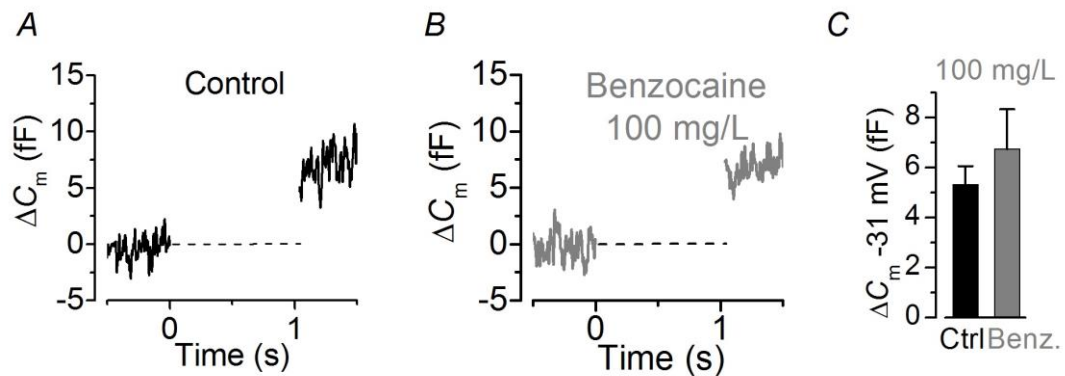 A
15
10
5
0
-5
ΔCm (fF)
Control
0
1
Time (s)
B
15
10
5
0
-5
ΔCm (fF)
Benzocaine
100 mg/L
0
1
Time (s)
C
100 mg/L
8
6
4
2
0
ΔCm -31 mV (fF)
Ctrl Benz.